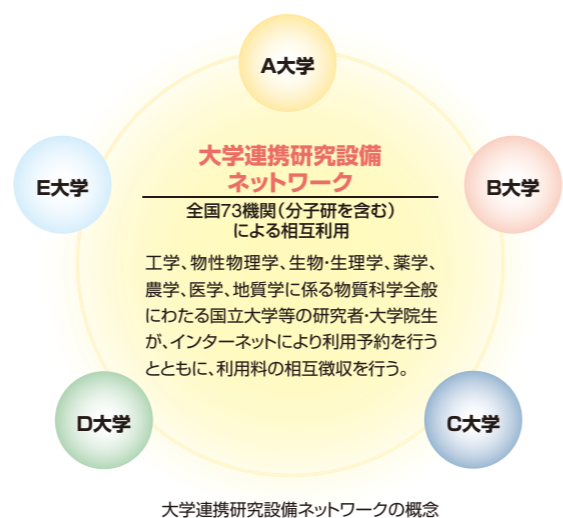 A大学
E大学
B大学
大学連携研究設備
ネットワーク
全国73機関（分子研を含む）
による相互利用
工学、物性物理学、生物・生理学、薬学、
農学、医学、地質学に係る物質科学全般
にわたる国立大学等の研究者・大学院生
が、インターネットにより利用予約を行う
とともに、利用料の相互徴収を行う。
D大学
C大学
大学連携研究設備ネットワークの概念